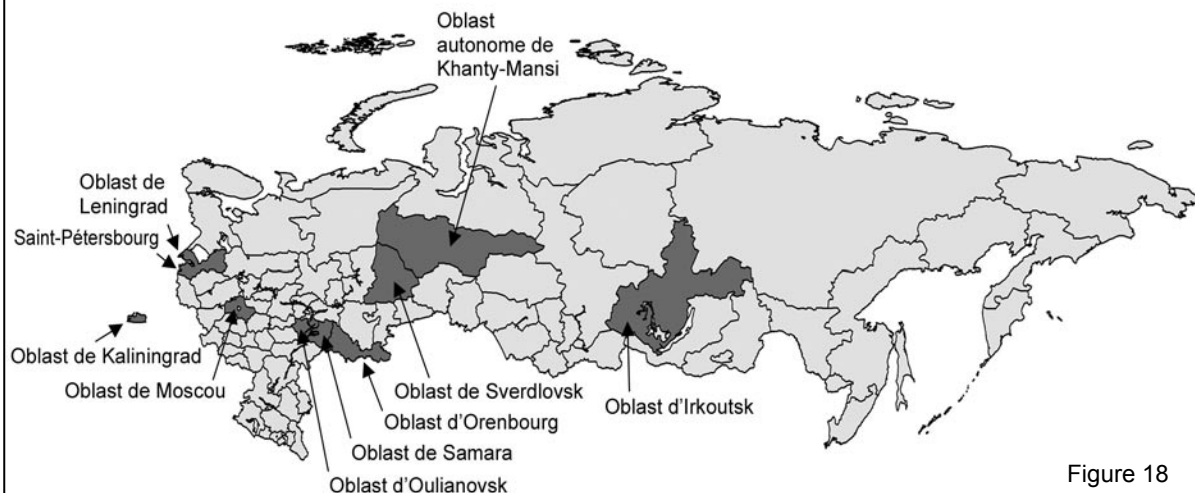 Oblast
autonome de
Khanty-Mansi
Oblast de
Leningrad
Saint-Pétersbourg
Oblast de Kaliningrad
Oblast de Moscou
Oblast de Sverdlovsk
Oblast d'Orenbourg
Oblast de Samara
Oblast d'Oulianovsk
Oblast d'Irkoutsk
Figure 18